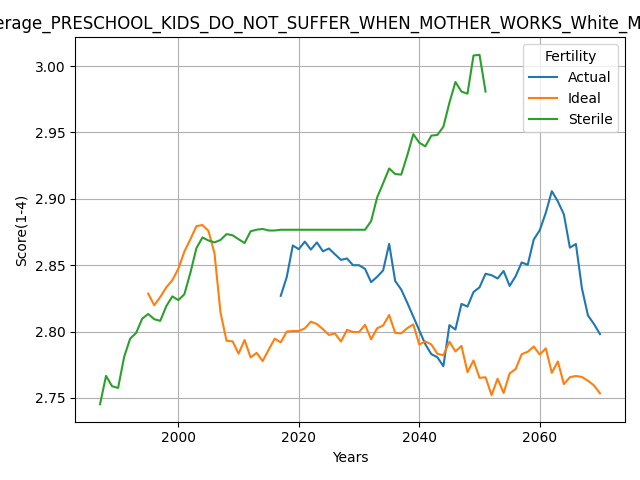 erage_PRESCHOOL_KIDS_DO_NOT_SUFFER_WHEN_MOTHER_WORKS_White_M
3.00
2.95
2.90
2.85
2.80
2.75
Score(1-4)
Fertility
Actual
Ideal
Sterile
2000 2020 2040 2060
Years